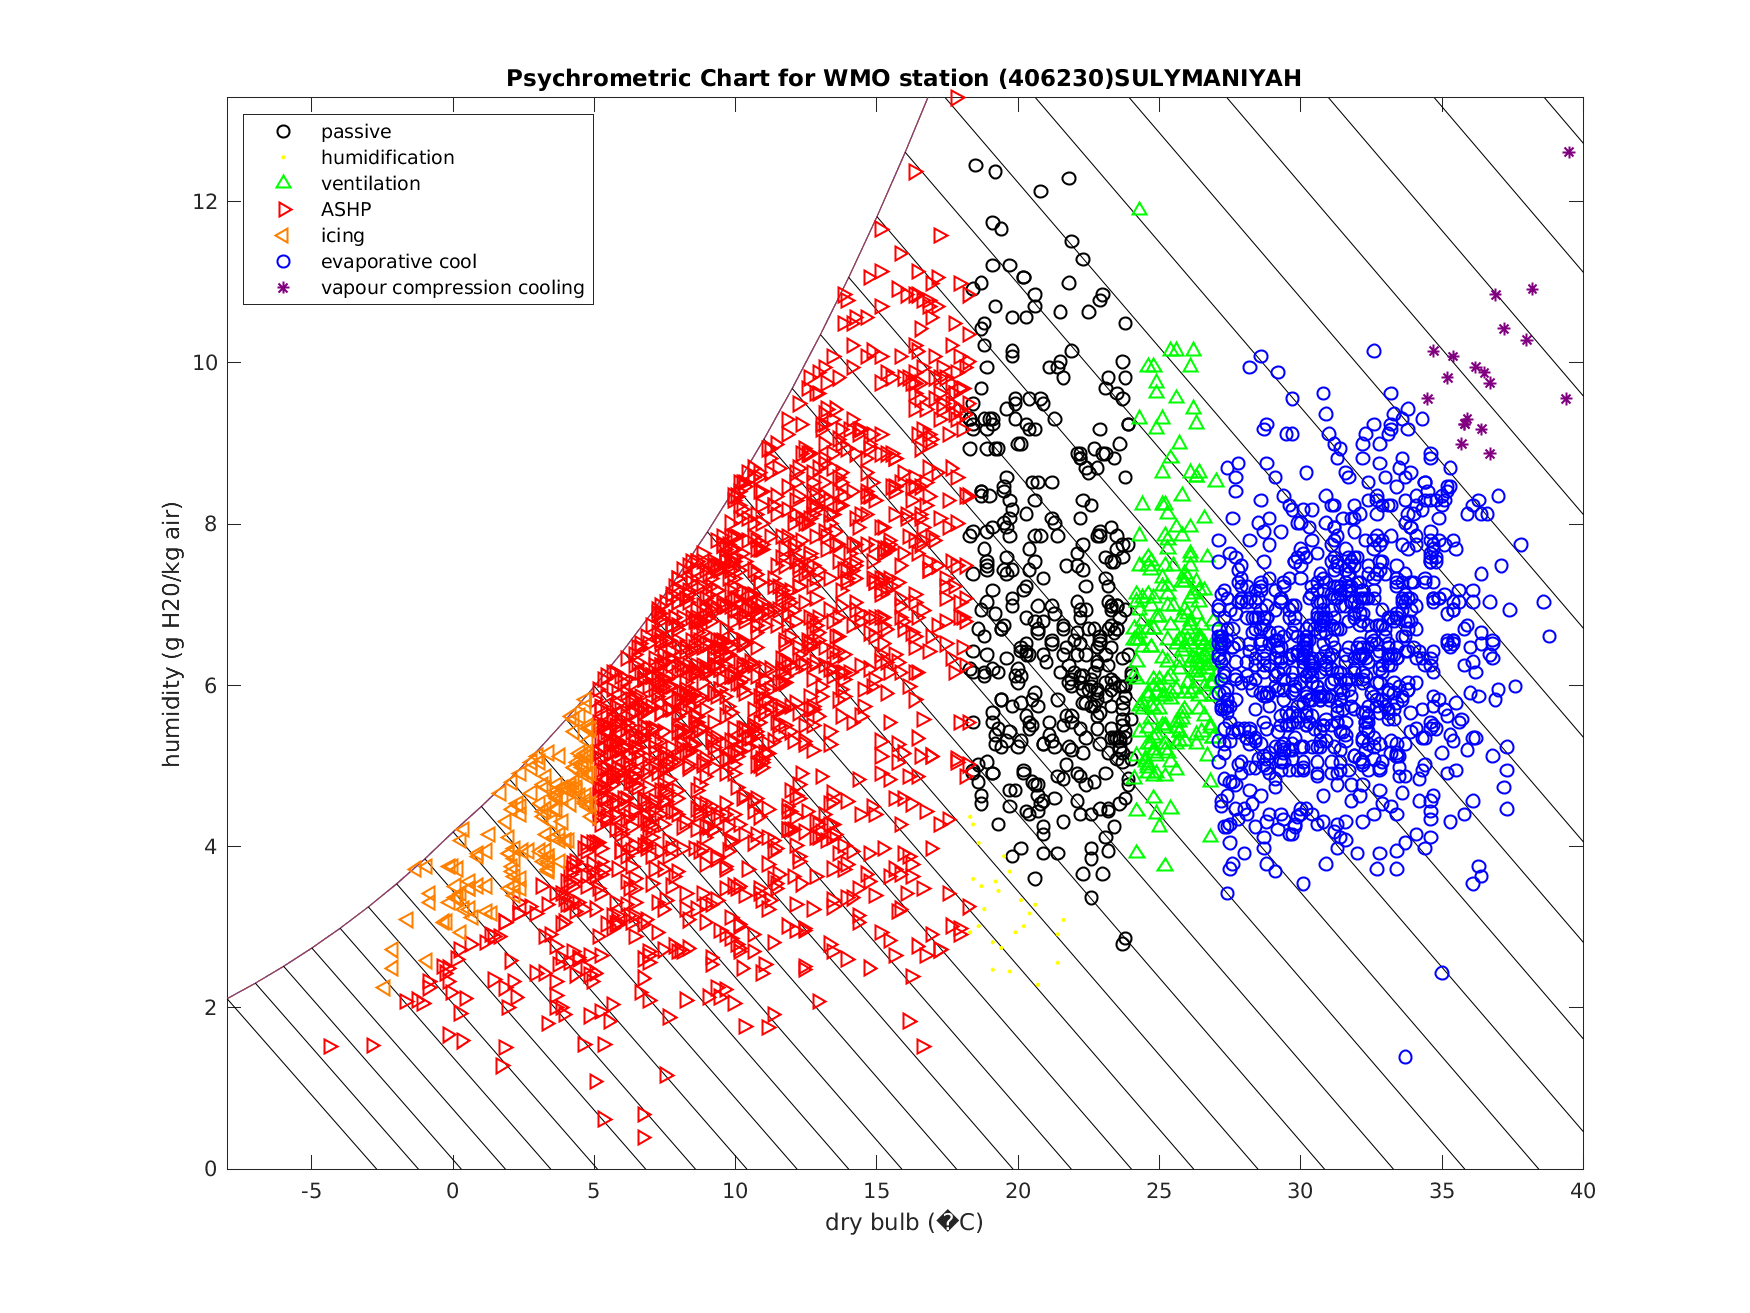 Psychrometric Chart for WMO station (406230)SULYMANIYAH
passive
humidification
ventilation
ASHP
icing
evaporative cool
vapour compression cooling
humidity (g H20/kg air)
12
10
8
6
4
2
0
-5 0 5 10 15 20 25 30 35 40
dry bulb (�C)